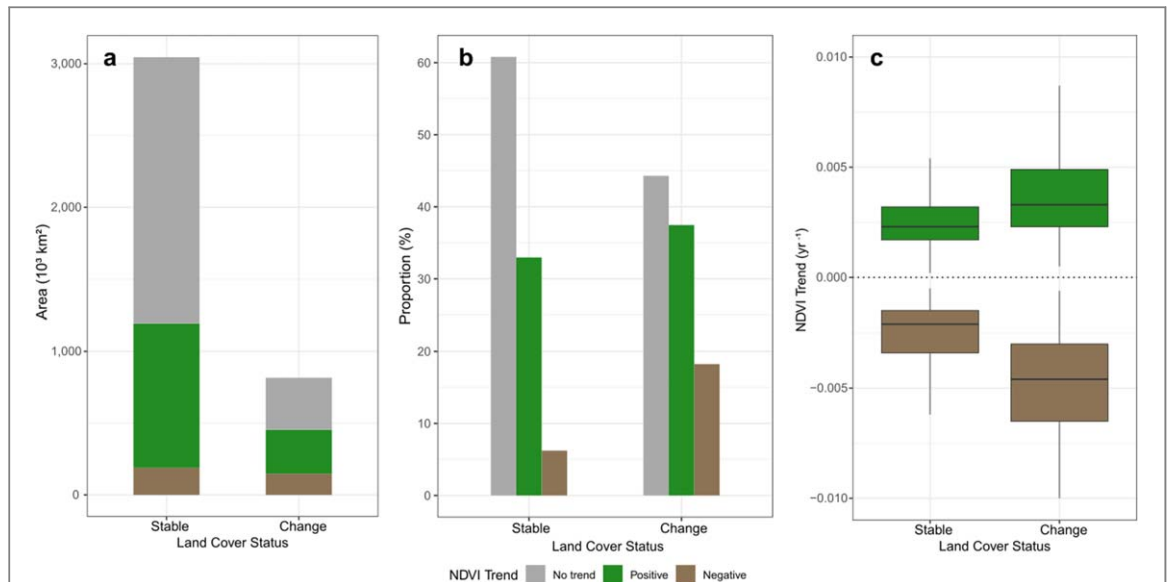 a
3,000
2,000
1,000
0
Area (10³ km²)
Stable
Change
Land Cover Status
b
60
50
40
30
20
10
0
Proportion (%)
Stable
Change
Land Cover Status
c
0.010
0.005
0.000
−0.005
−0.010
NDVI Trend (yr⁻¹)
Stable
Change
Land Cover Status
NDVI Trend No trend Positive Negative